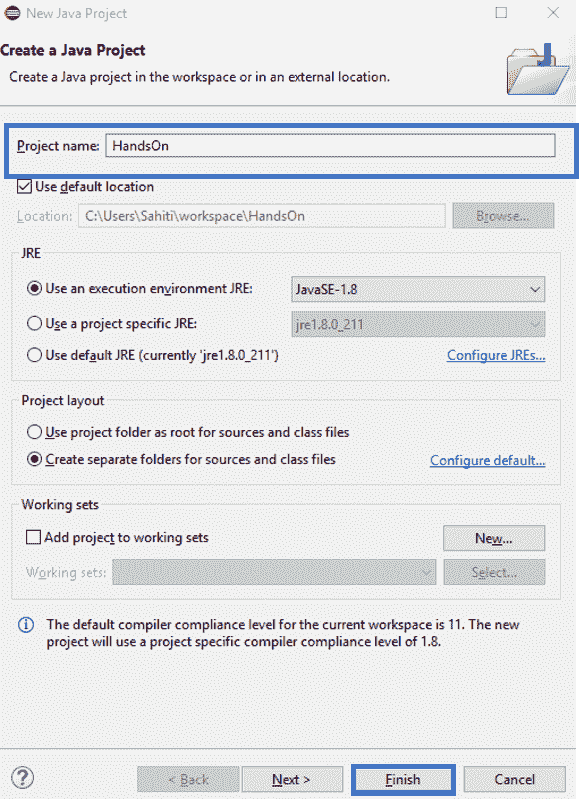 New Java Project
Create a Java Project
Create a Java project in the workspace or in an external location.
Project name: HandsOn
Use default location
Location: C:\Users\Sahiti\workspace\HandsOn Browse...
JRE
Use an execution environment JRE: JavaSE-1.8
Use a project specific JRE: jre1.8.0_211
Use default JRE (currently 'jre1.8.0_211') Configure JREs...
Project layout
Use project folder as root for sources and class files
Create separate folders for sources and class files Configure default...
Working sets
Add project to working sets New...
Working sets: Select...
The default compiler compliance level for the current workspace is 11. The new
project will use a project specific compiler compliance level of 1.8.
? < Back Next > Finish Cancel